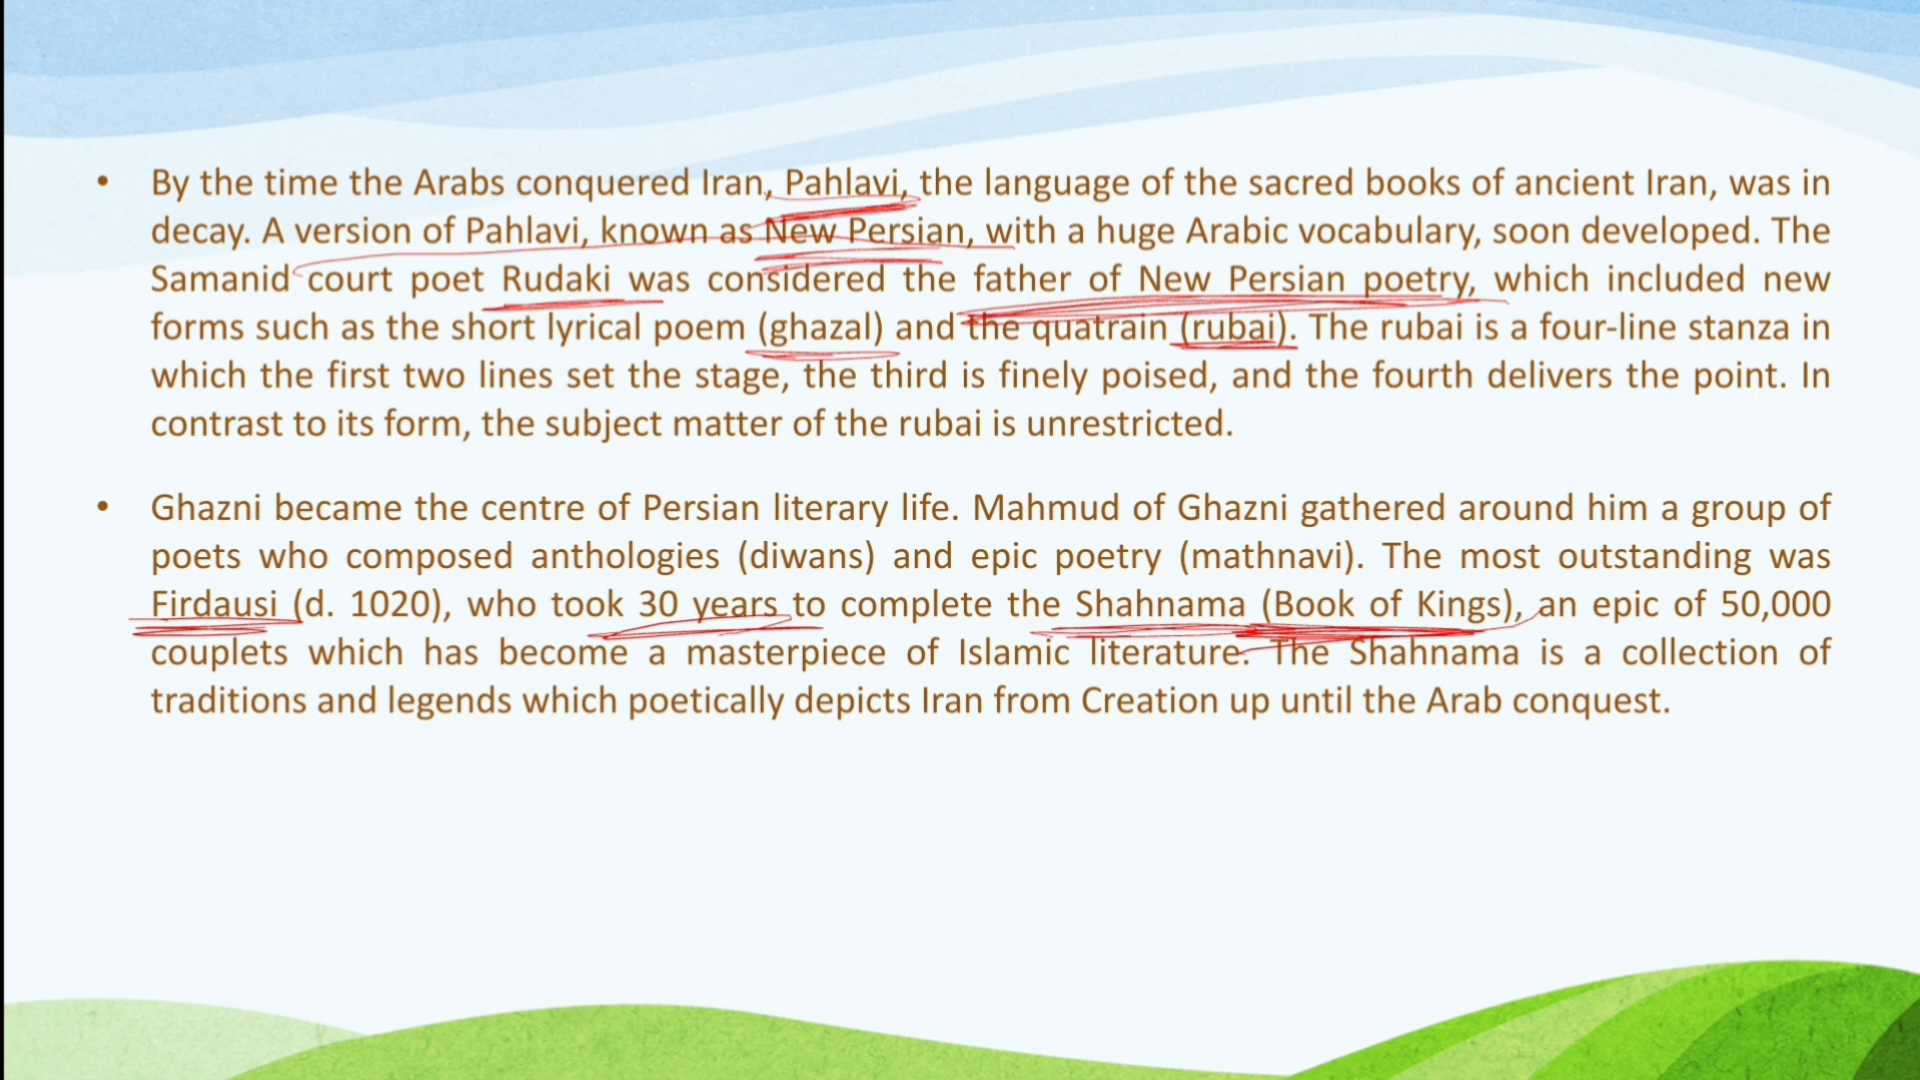 • By the time the Arabs conquered Iran, Pahlavi, the language of the sacred books of ancient Iran, was in
decay. A version of Pahlavi, known as New Persian, with a huge Arabic vocabulary, soon developed. The
Samanid court poet Rudaki was considered the father of New Persian poetry, which included new
forms such as the short lyrical poem (ghazal) and the quatrain (rubai). The rubai is a four-line stanza in
which the first two lines set the stage, the third is finely poised, and the fourth delivers the point. In
contrast to its form, the subject matter of the rubai is unrestricted.
• Ghazni became the centre of Persian literary life. Mahmud of Ghazni gathered around him a group of
poets who composed anthologies (diwans) and epic poetry (mathnavi). The most outstanding was
Firdausi (d. 1020), who took 30 years to complete the Shahnama (Book of Kings), an epic of 50,000
couplets which has become a masterpiece of Islamic literature. The Shahnama is a collection of
traditions and legends which poetically depicts Iran from Creation up until the Arab conquest.